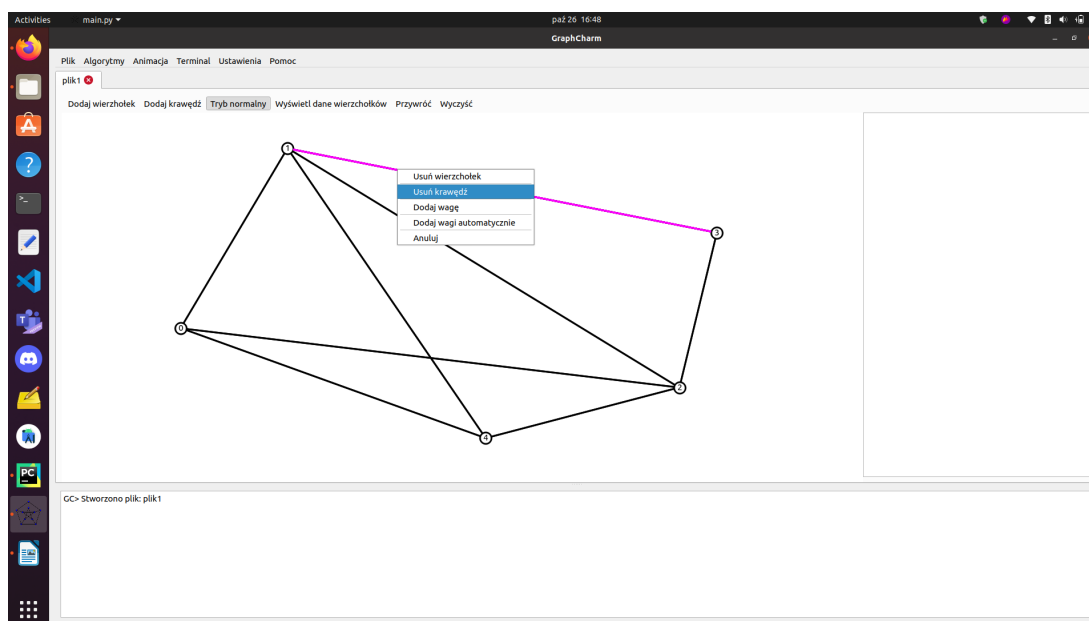 Activities main.py paź 26 16:48
GraphCharm
Plik Algorytmy Animacja Terminal Ustawienia Pomoc
plik1
Dodaj wierzhołek Dodaj krawędź Tryb normalny Wyświetl dane wierzchołków Przywróć Wyczyść
1
Usuń wierzchołek
Usuń krawędź
Dodaj wagę
Dodaj wagi automatycznie
Anuluj
3
0
2
4
PC
GC> Stworzono plik: plik1